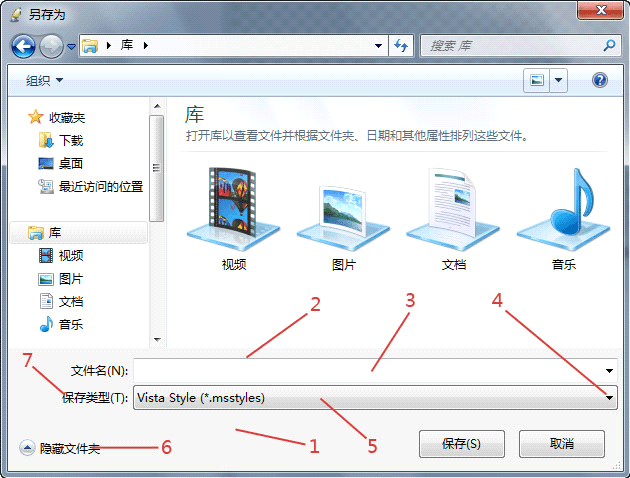 另存为
库
搜索 库
组织
收藏夹
下载
桌面
最近访问的位置
库
视频
图片
文档
音乐
库
打开库以查看文件并根据文件夹、日期和其他属性排列这些文件。
视频
图片
文档
音乐
2
3
4
7
文件名(N):
保存类型(T):
Vista Style (*.msstyles)
隐藏文件夹
6
1
5
保存(S)
取消